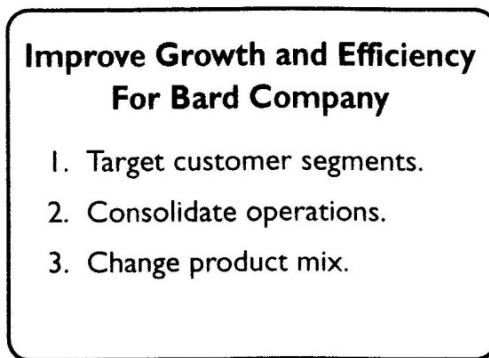 Improve Growth and Efficiency
For Bard Company
1. Target customer segments.
2. Consolidate operations.
3. Change product mix.